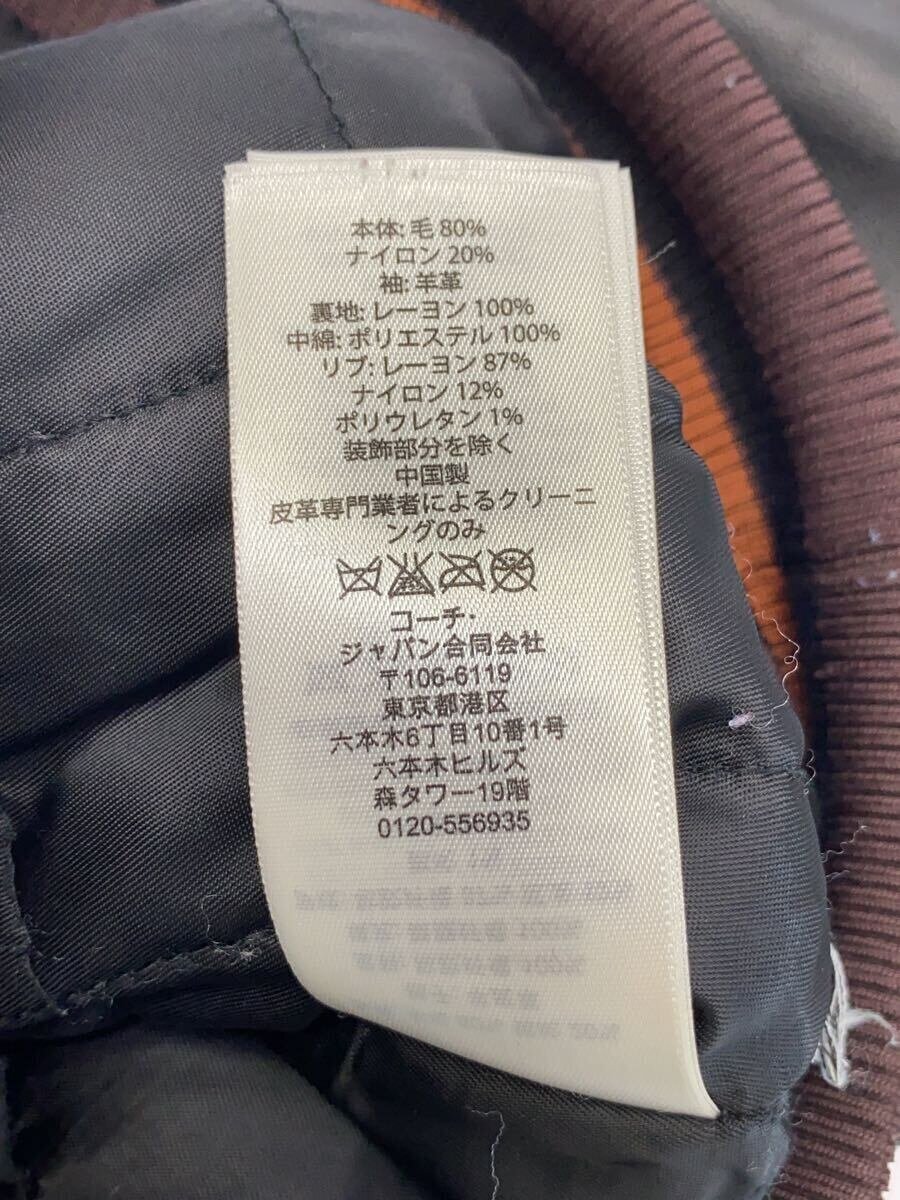 本体: 毛 80%
ナイロン 20%
袖: 羊革
裏地: レーヨン 100%
中綿: ポリエステル 100%
リブ: レーヨン 87%
ナイロン 12%
ポリウレタン 1%
装飾部分を除く
中国製
皮革専門業者によるクリーニ
ングのみ
コーチ・
ジャパン合同会社
〒106-6119
東京都港区
六本木6丁目10番1号
六本木ヒルズ
森タワー19階
0120-556935